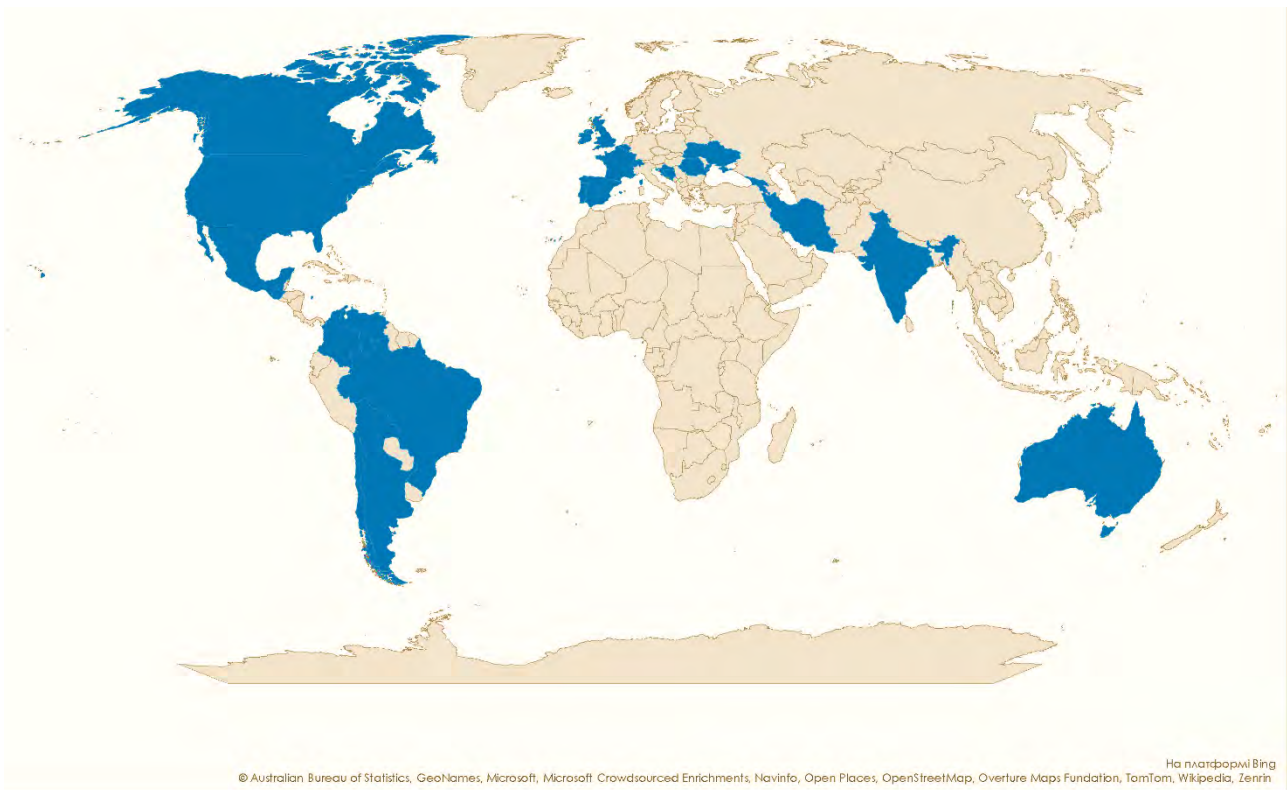 На платформі Bing
© Australian Bureau of Statistics, GeoNames, Microsoft, Microsoft Crowdsourced Enrichments, Navinfo, Open Places, OpenStreetMap, Overture Maps Fundation, TomTom, Wikipedia, Zenrin